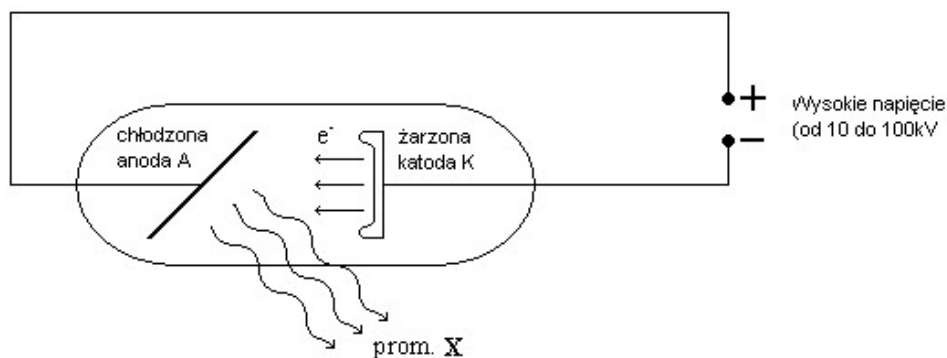 chłodzona
anoda A
e-
żarzona
katoda K
+
Wysokie napięcie
(od 10 do 100kV
−
prom. X